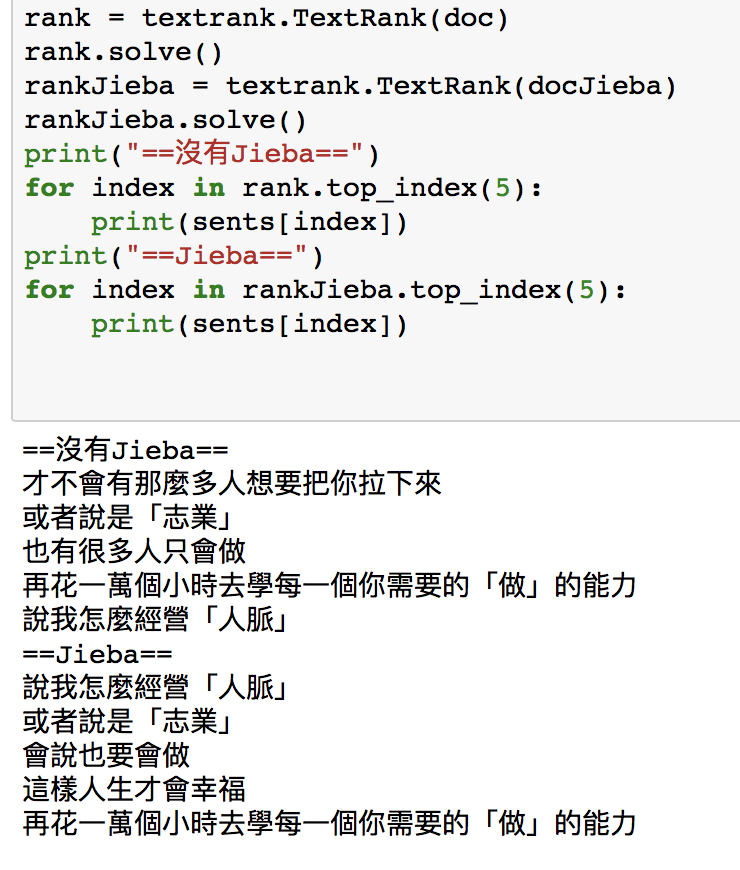 rank = textrank.TextRank(doc)
rank.solve()
rankJieba = textrank.TextRank(docJieba)
rankJieba.solve()
print("==沒有Jieba==")
for index in rank.top_index(5):
    print(sents[index])
print("==Jieba==")
for index in rankJieba.top_index(5):
    print(sents[index])
==沒有Jieba==
才不會有那麼多人想要把你拉下來
或者說是「志業」
也有很多人只會做
再花一萬個小時去學每一個你需要的「做」的能力
說我怎麼經營「人脈」
==Jieba==
說我怎麼經營「人脈」
或者說是「志業」
會說也要會做
這樣人生才會幸福
再花一萬個小時去學每一個你需要的「做」的能力